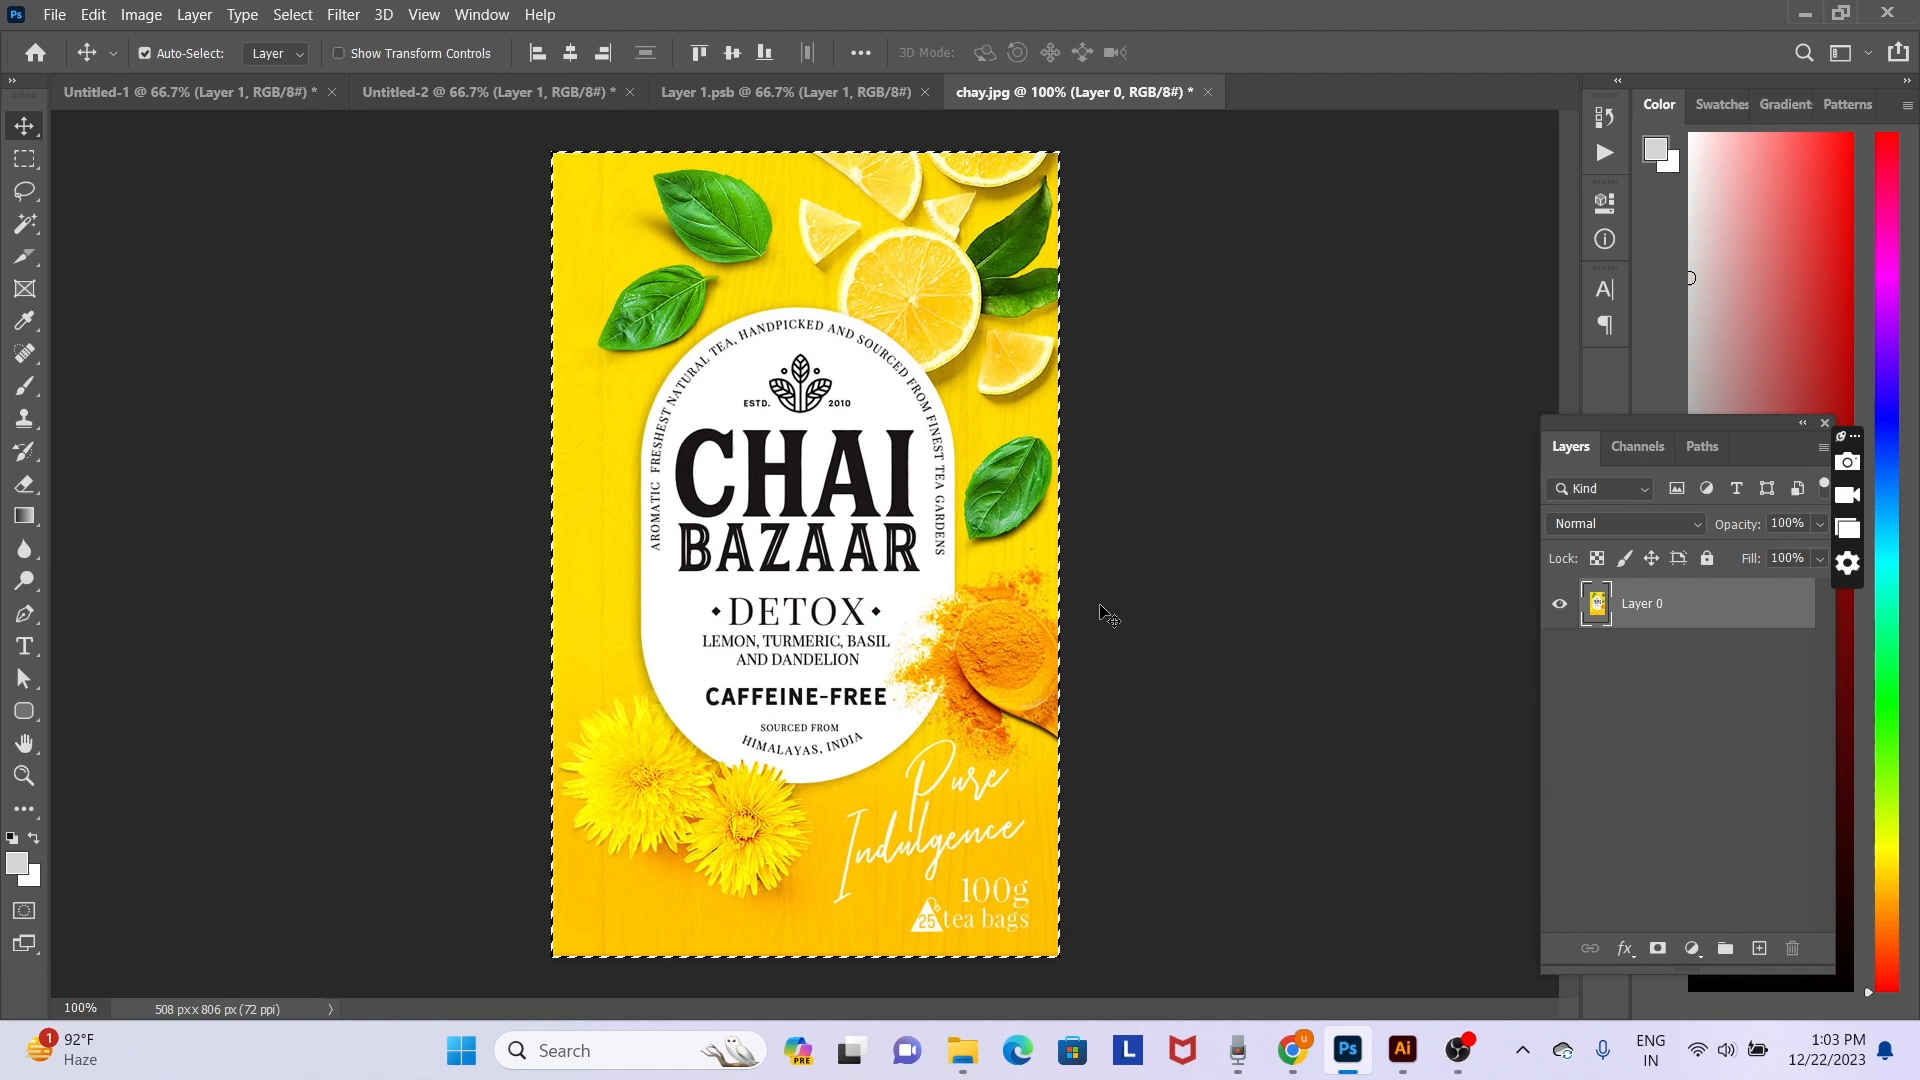 Ps File Edit Image Layer Type Select Filter 3D View Window Help
Auto-Select: Layer Show Transform Controls 3D Mode:
Untitled-1 @ 66.7% (Layer 1, RGB/8#) * Untitled-2 @ 66.7% (Layer 1, RGB/8#) * Layer 1.psb @ 66.7% (Layer 1, RGB/8#) chay.jpg @ 100% (Layer 0, RGB/8#) *
Color Swatches Gradient Patterns
AROMATIC FRESHEST NATURAL TEA, HANDPICKED AND SOURCED FROM FINEST TEA GARDENS
ESTD. 2010
CHAI
BAZAAR
DETOX
LEMON, TURMERIC, BASIL
AND DANDELION
CAFFEINE-FREE
SOURCED FROM
HIMALAYAS, INDIA
Pure
Indulgence
100g
25 tea bags
Layers Channels Paths
Kind
Normal Opacity: 100%
Lock: Fill: 100%
Layer 0
fx
100% 508 px x 806 px (72 ppi)
1 92°F
Haze
Search
PRE
L
u
Ps
Ai
ENG
IN
1:03 PM
12/22/2023